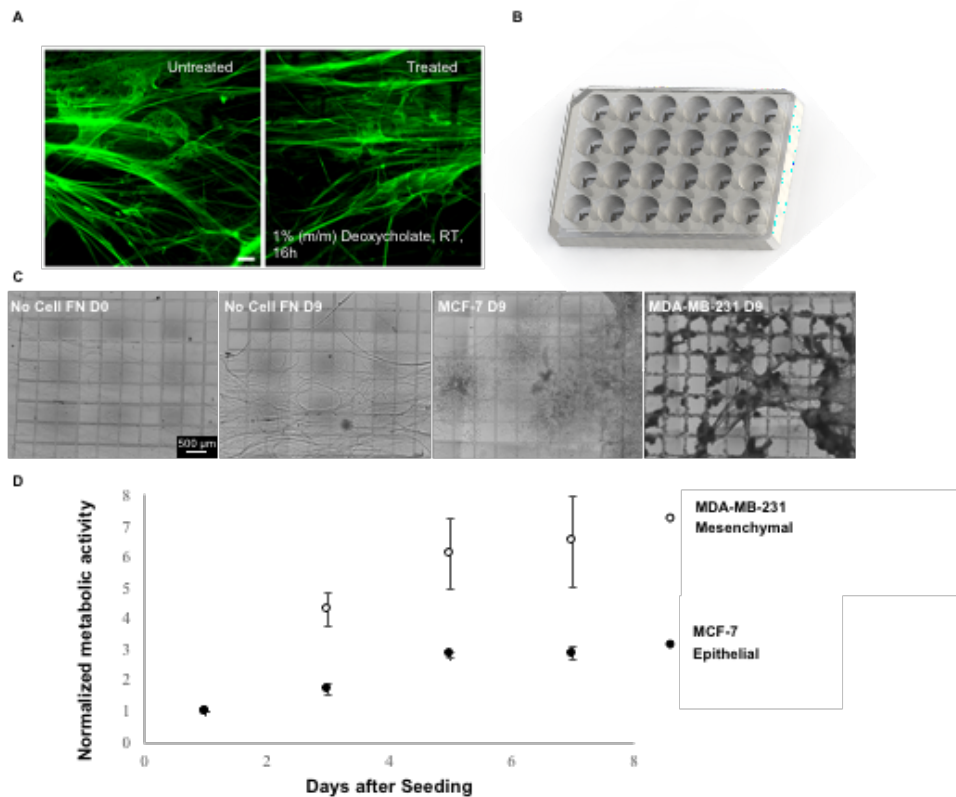 A
B
Untreated
Treated
1% (m/m) Deoxycholate, RT,
16h
C
No Cell FN D0
No Cell FN D9
MCF-7 D9
MDA-MB-231 D9
500 µm
D
Normalized metabolic activity
8
7
6
5
4
3
2
1
0
0
2
4
6
8
Days after Seeding
MDA-MB-231
Mesenchymal
MCF-7
Epithelial